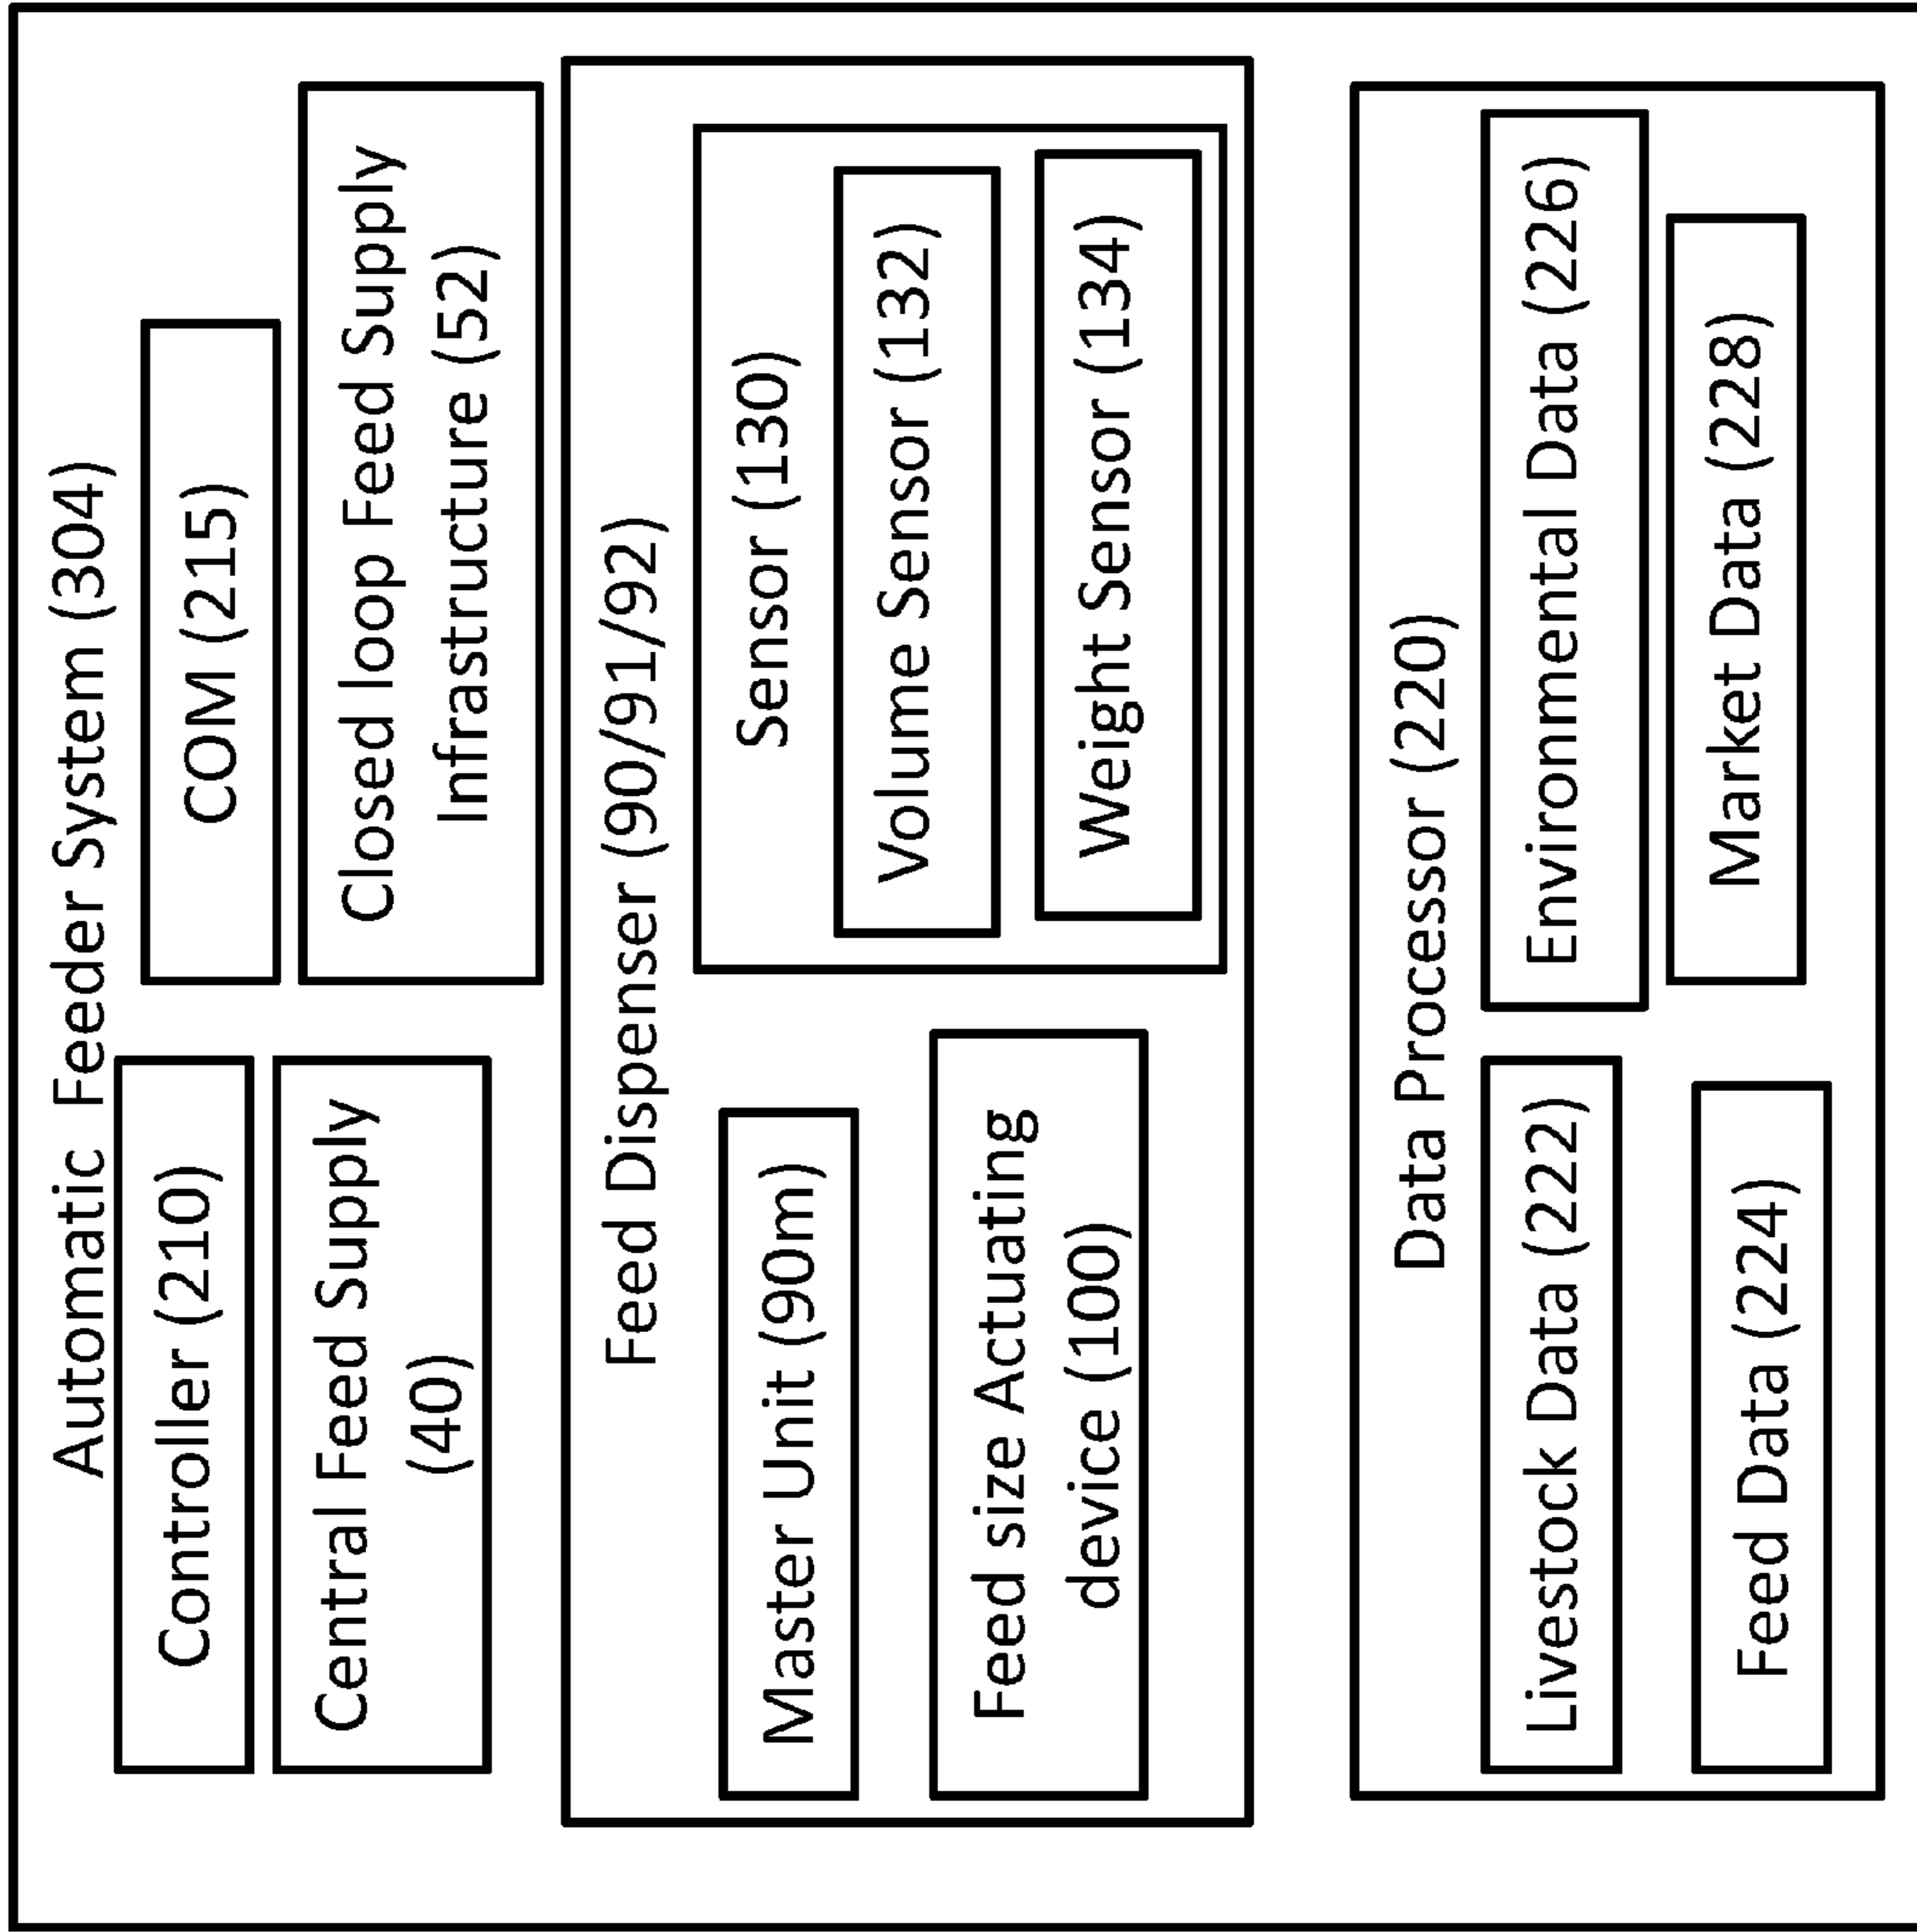 Automatic Feeder System (304)
Controller (210)
COM (215)
Central Feed Supply
(40)
Closed loop Feed Supply
Infrastructure (52)
Feed Dispenser (90/91/92)
Master Unit (90m)
Feed size Actuating
device (100)
Sensor (130)
Volume Sensor (132)
Weight Sensor (134)
Data Processor (220)
Livestock Data (222)
Environmental Data (226)
Feed Data (224)
Market Data (228)